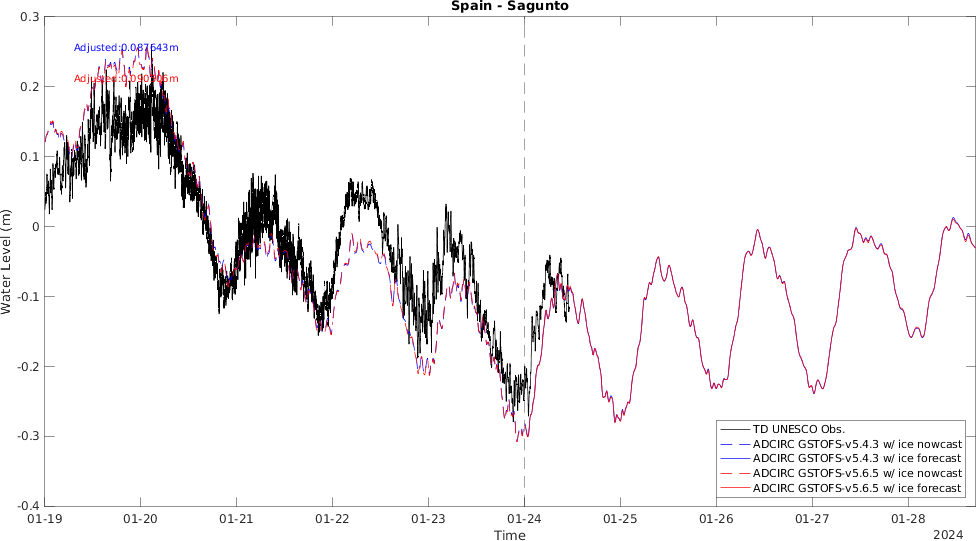 Spain - Sagunto
0.3
0.2
0.1
0
-0.1
-0.2
-0.3
-0.4
Water Level (m)
Adjusted:0.087643m
01-19
01-20
01-21
01-22
01-23
01-24
01-25
01-26
01-27
01-28
Time
2024
TD UNESCO Obs.
ADCIRC GSTOFS-v5.4.3 w/ ice nowcast
ADCIRC GSTOFS-v5.4.3 w/ ice forecast
ADCIRC GSTOFS-v5.6.5 w/ ice nowcast
ADCIRC GSTOFS-v5.6.5 w/ ice forecast